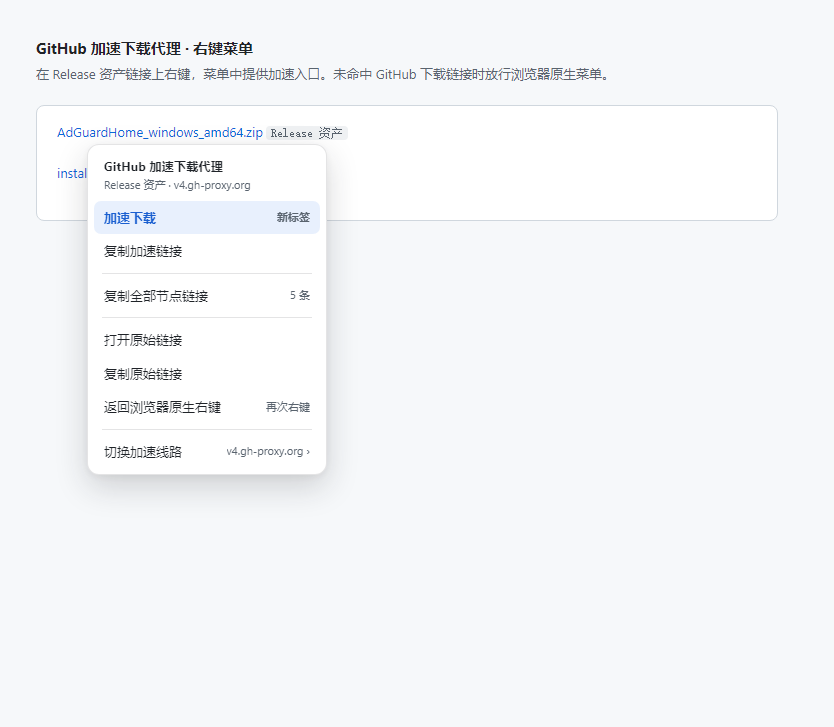 GitHub 加速下载代理 · 右键菜单
在 Release 资产链接上右键，菜单中提供加速入口。未命中 GitHub 下载链接时放行浏览器原生菜单。
AdGuardHome_windows_amd64.zip Release 资产
instal
GitHub 加速下载代理
Release 资产 · v4.gh-proxy.org
加速下载 新标签
复制加速链接
复制全部节点链接 5 条
打开原始链接
复制原始链接
返回浏览器原生右键 再次右键
切换加速线路 v4.gh-proxy.org ›